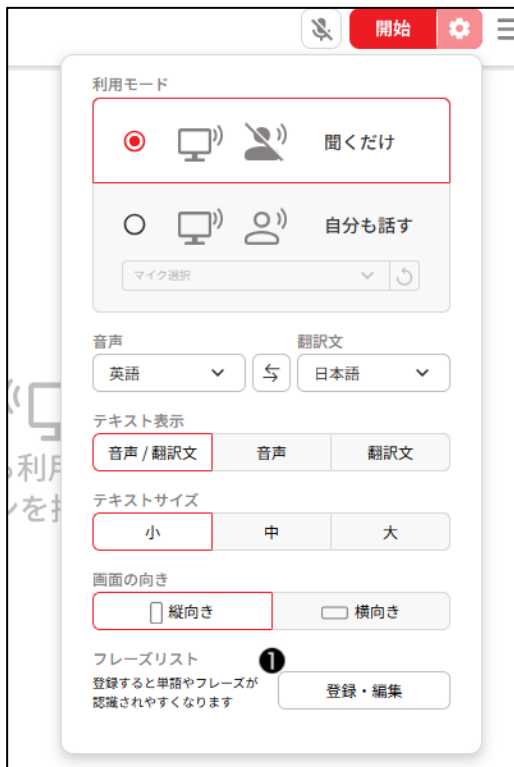 開始
利用モード
聞くだけ
自分も話す
マイク選択
音声 翻訳文
英語 日本語
テキスト表示
音声 / 翻訳文 音声 翻訳文
テキストサイズ
小 中 大
画面の向き
縦向き 横向き
フレーズリスト ❶
登録すると単語やフレーズが
認識されやすくなります
登録・編集